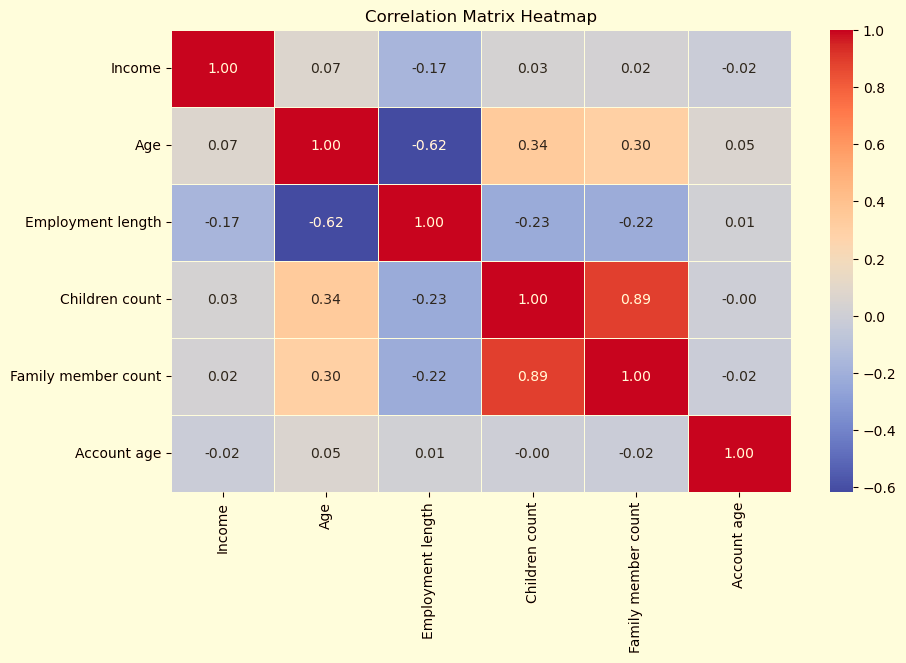 Correlation Matrix Heatmap
Income 1.00 0.07 -0.17 0.03 0.02 -0.02
Age 0.07 1.00 -0.62 0.34 0.30 0.05
Employment length -0.17 -0.62 1.00 -0.23 -0.22 0.01
Children count 0.03 0.34 -0.23 1.00 0.89 -0.00
Family member count 0.02 0.30 -0.22 0.89 1.00 -0.02
Account age -0.02 0.05 0.01 -0.00 -0.02 1.00
Income
Age
Employment length
Children count
Family member count
Account age
1.0
0.8
0.6
0.4
0.2
0.0
−0.2
−0.4
−0.6